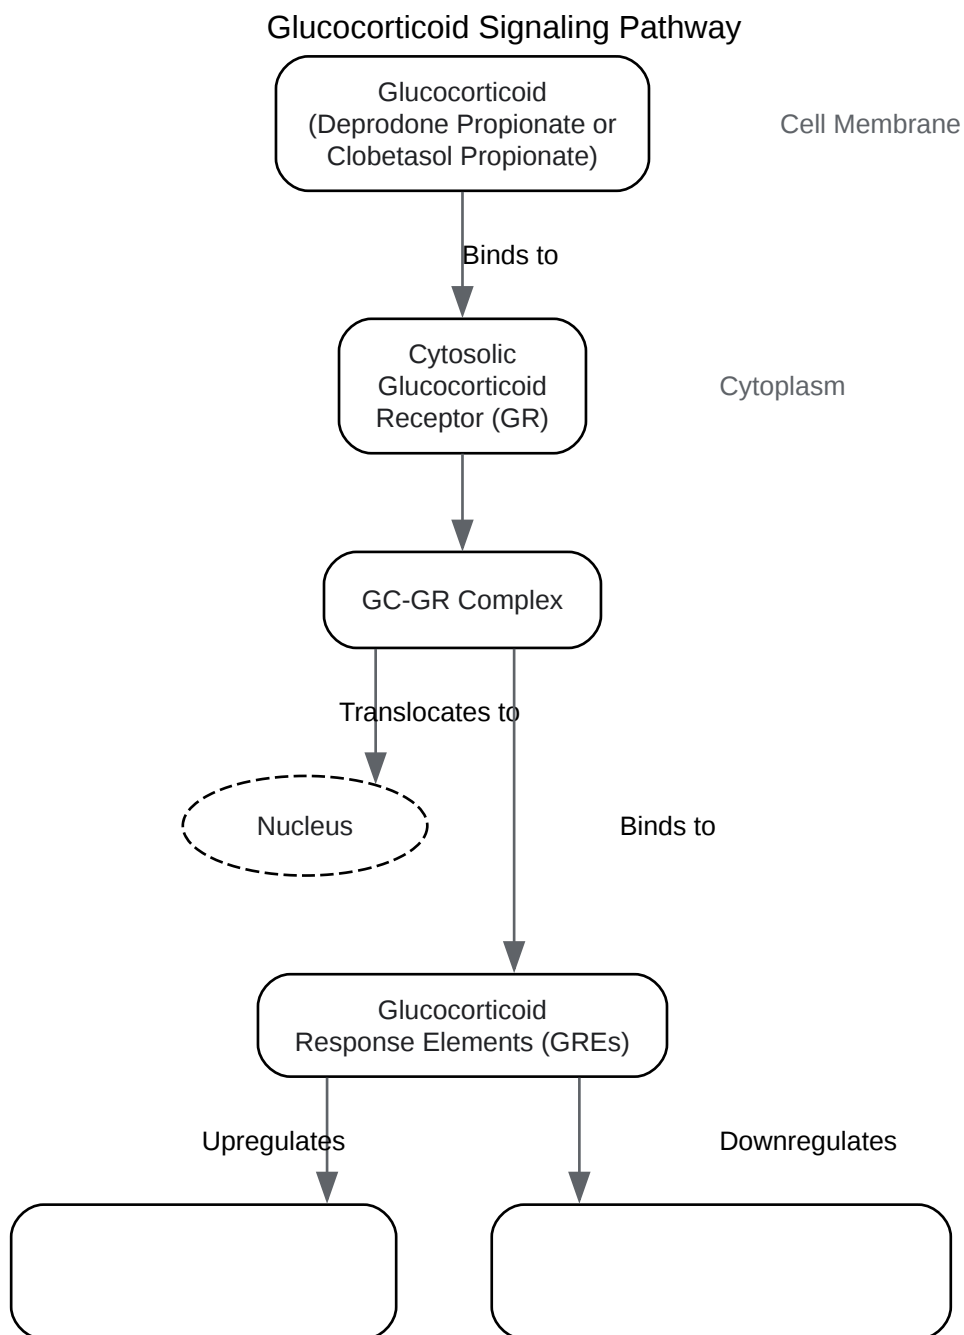 Glucocorticoid Signaling Pathway
Glucocorticoid
(Deprodone Propionate or
Clobetasol Propionate)
Cell Membrane
Binds to
Cytosolic
Glucocorticoid
Receptor (GR)
Cytoplasm
GC-GR Complex
Translocates to
Nucleus
Binds to
Glucocorticoid
Response Elements (GREs)
Upregulates
Downregulates